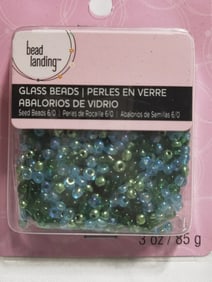 bead
landing™
GLASS BEADS | PERLES EN VERRE
ABALORIOS DE VIDRIO
Seed Beads 6/0 | Perles de Rocaille 6/0 | Abalorios de Semillas 6/0
3 oz / 85 g